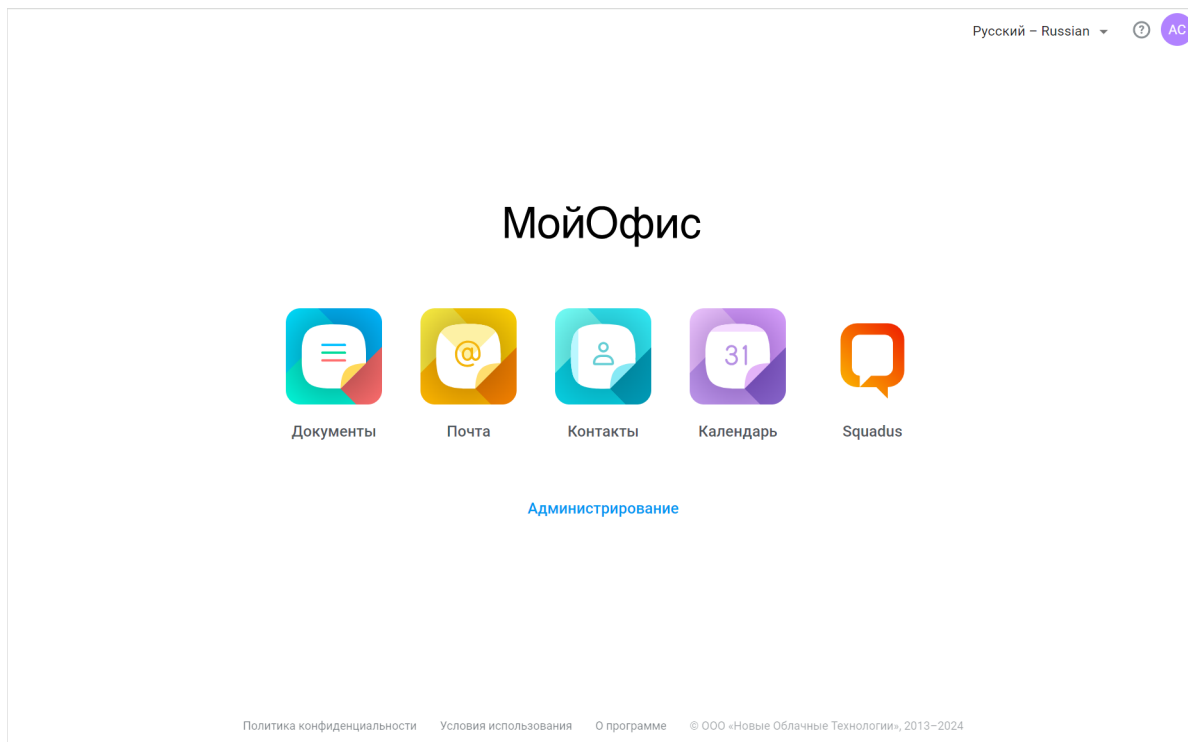 Русский – Russian
?
AC
МойОфис
@
31
Документы
Почта
Контакты
Календарь
Squadus
Администрирование
Политика конфиденциальности
Условия использования
О программе
© ООО «Новые Облачные Технологии», 2013–2024